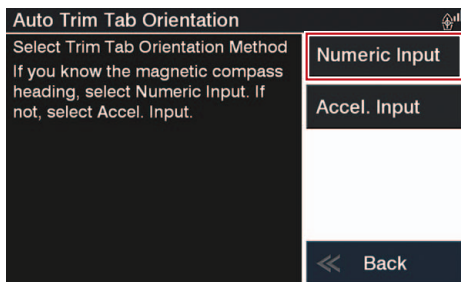 Auto Trim Tab Orientation
Select Trim Tab Orientation Method
If you know the magnetic compass
heading, select Numeric Input. If
not, select Accel. Input.
Numeric Input
Accel. Input
Back